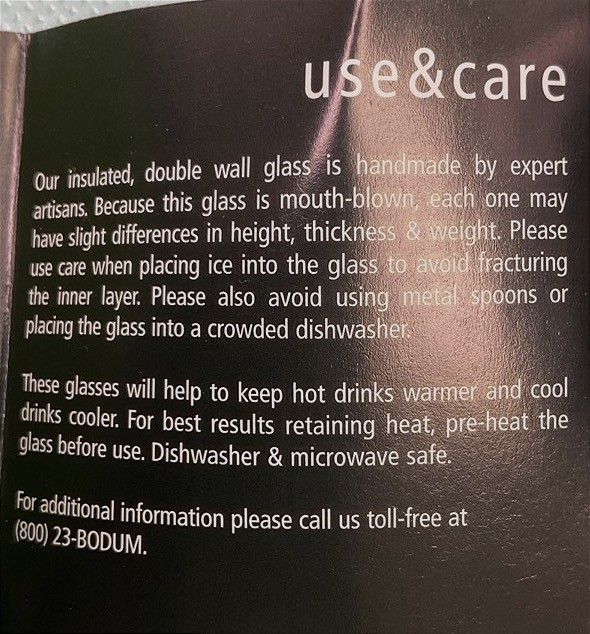 use&care
Our insulated, double wall glass is handmade by expert
artisans. Because this glass is mouth-blown, each one may
have slight differences in height, thickness & weight. Please
use care when placing ice into the glass to avoid fracturing
the inner layer. Please also avoid using metal spoons or
placing the glass into a crowded dishwasher.
These glasses will help to keep hot drinks warmer and cool
drinks cooler. For best results retaining heat, pre-heat the
glass before use. Dishwasher & microwave safe.
For additional information please call us toll-free at
(800) 23-BODUM.